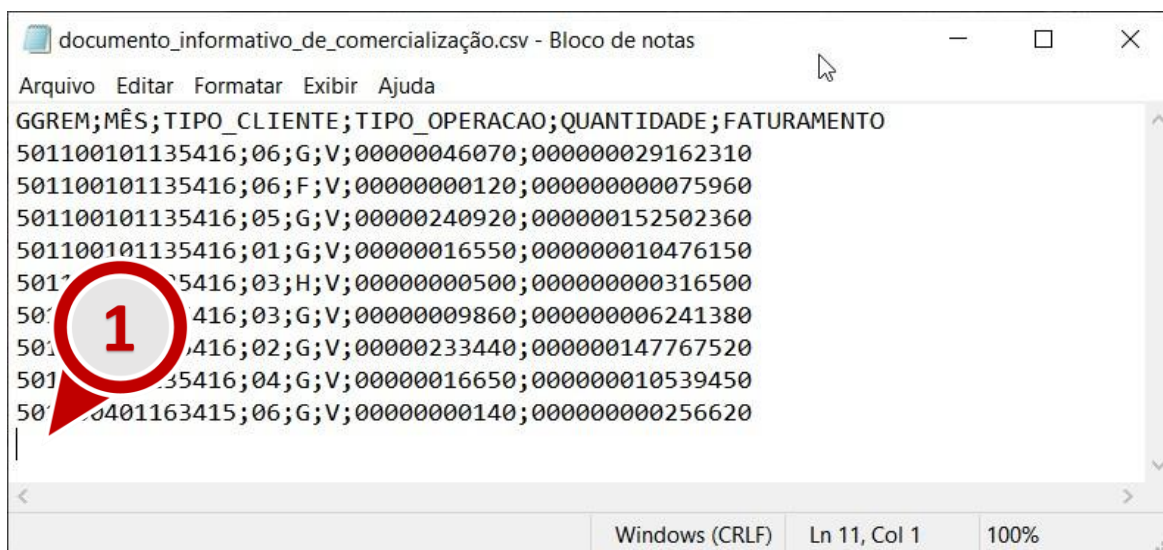 documento_informativo_de_comercialização.csv - Bloco de notas
Arquivo Editar Formatar Exibir Ajuda
GGREM;MÊS;TIPO_CLIENTE;TIPO_OPERACAO;QUANTIDADE;FATURAMENTO
501100101135416;06;G;V;00000046070;000000029162310
501100101135416;06;F;V;00000000120;000000000075960
501100101135416;05;G;V;00000240920;000000152502360
501100101135416;01;G;V;00000016550;000000010476150
5011 5416;03;H;V;00000000500;000000000316500
50 416;03;G;V;00000009860;000000006241380
501 5416;02;G;V;00000233440;000000147767520
501 35416;04;G;V;00000016650;000000010539450
50 0401163415;06;G;V;00000000140;000000000256620
1
Windows (CRLF) Ln 11, Col 1 100%